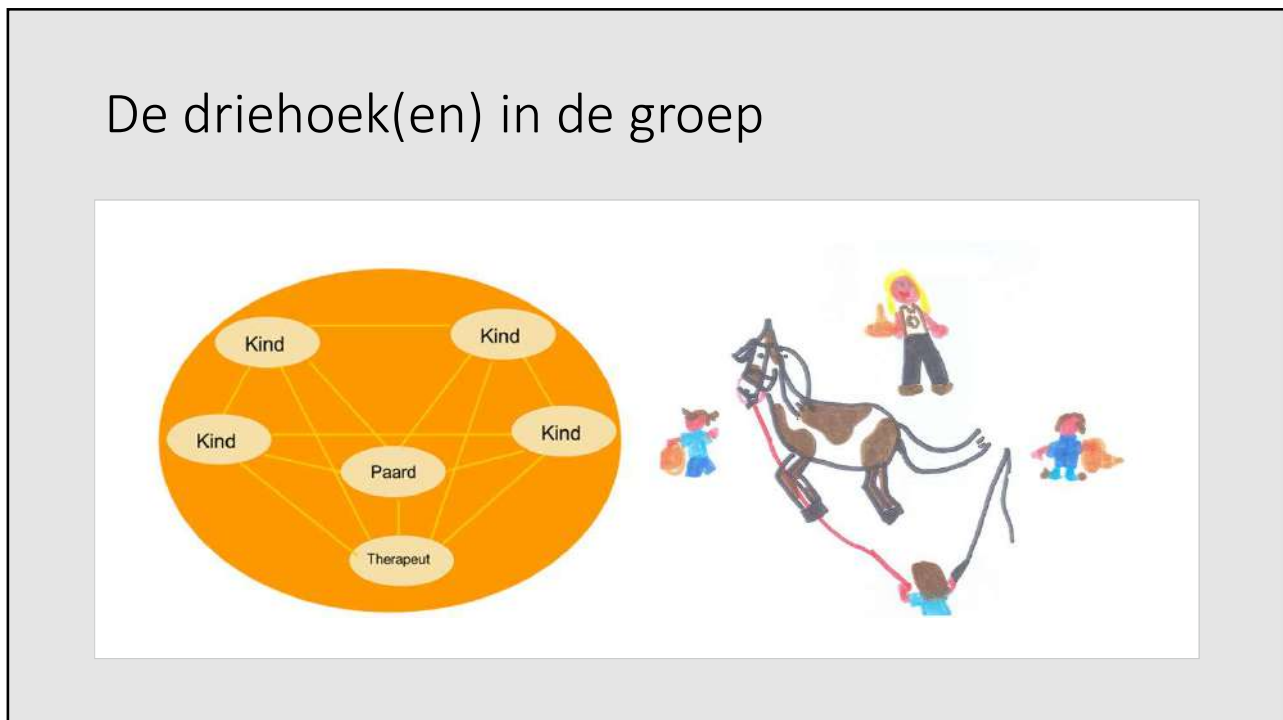 De driehoek(en) in de groep
Kind
Kind
Kind
Kind
Paard
Therapeut